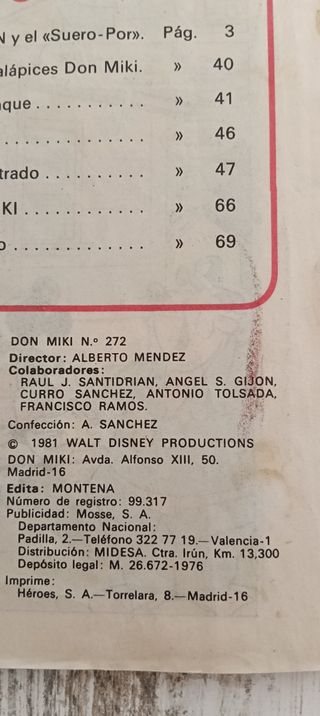 N y el «Suero-Por». Pág. 3
alápices Don Miki. » 40
que .......... » 41
............. » 46
trado ......... » 47
KI ........... » 66
o ............ » 69
DON MIKI N.º 272
Director: ALBERTO MENDEZ
Colaboradores:
RAUL J. SANTIDRIAN, ANGEL S. GIJON,
CURRO SANCHEZ, ANTONIO TOLSADA,
FRANCISCO RAMOS.
Confección: A. SANCHEZ
© 1981 WALT DISNEY PRODUCTIONS
DON MIKI: Avda. Alfonso XIII, 50.
Madrid-16
Edita: MONTENA
Número de registro: 99.317
Publicidad: Mosse, S. A.
Departamento Nacional:
Padilla, 2.—Teléfono 322 77 19.—Valencia-1
Distribución: MIDESA. Ctra. Irún, Km. 13,300
Depósito legal: M. 26.672-1976
Imprime:
Héroes, S. A.—Torrelara, 8.—Madrid-16